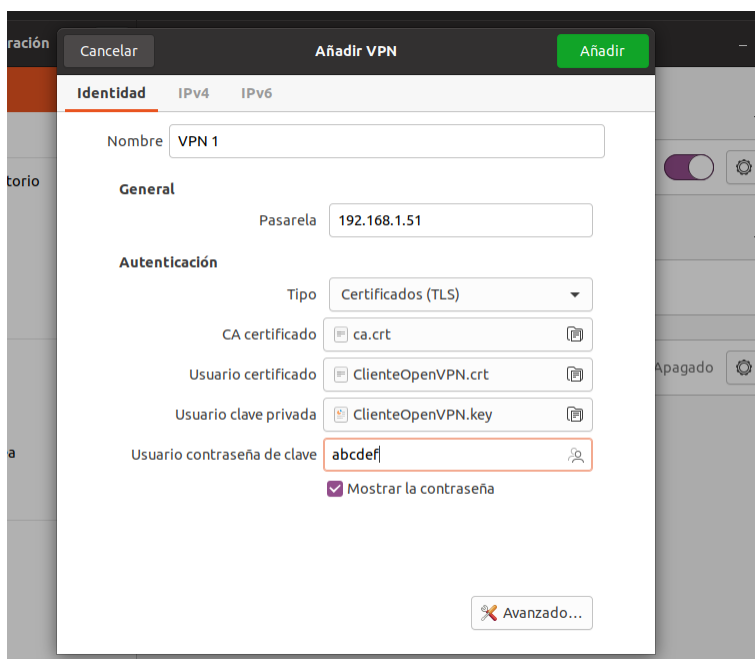 ración
Cancelar
Añadir VPN
Añadir
Identidad
IPv4
IPv6
Nombre
VPN 1
torio
General
Pasarela
192.168.1.51
Autenticación
Tipo
Certificados (TLS)
CA certificado
ca.crt
Usuario certificado
ClienteOpenVPN.crt
Apagado
Usuario clave privada
ClienteOpenVPN.key
Usuario contraseña de clave
abcdef
a
Mostrar la contraseña
Avanzado...